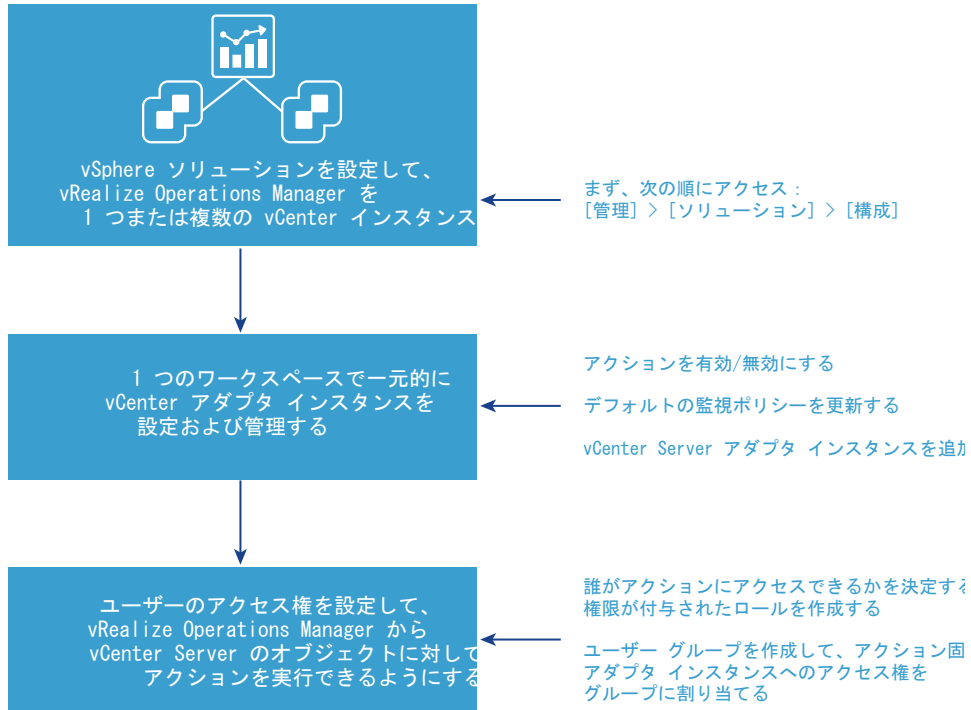 vSphere ソリューションを設定して、
vRealize Operations Manager を
1 つまたは複数の vCenter インスタンス
まず、次の順にアクセス：
[管理] > [ソリューション] > [構成]
1 つのワークスペースで一元的に
vCenter アダプタ インスタンスを
設定および管理する
アクションを有効/無効にする
デフォルトの監視ポリシーを更新する
vCenter Server アダプタ インスタンスを追加
ユーザーのアクセス権を設定して、
vRealize Operations Manager から
vCenter Server のオブジェクトに対して
アクションを実行できるようにする
誰がアクションにアクセスできるかを決定する
権限が付与されたロールを作成する
ユーザー グループを作成して、アクション固
アダプタ インスタンスへのアクセス権を
グループに割り当てる